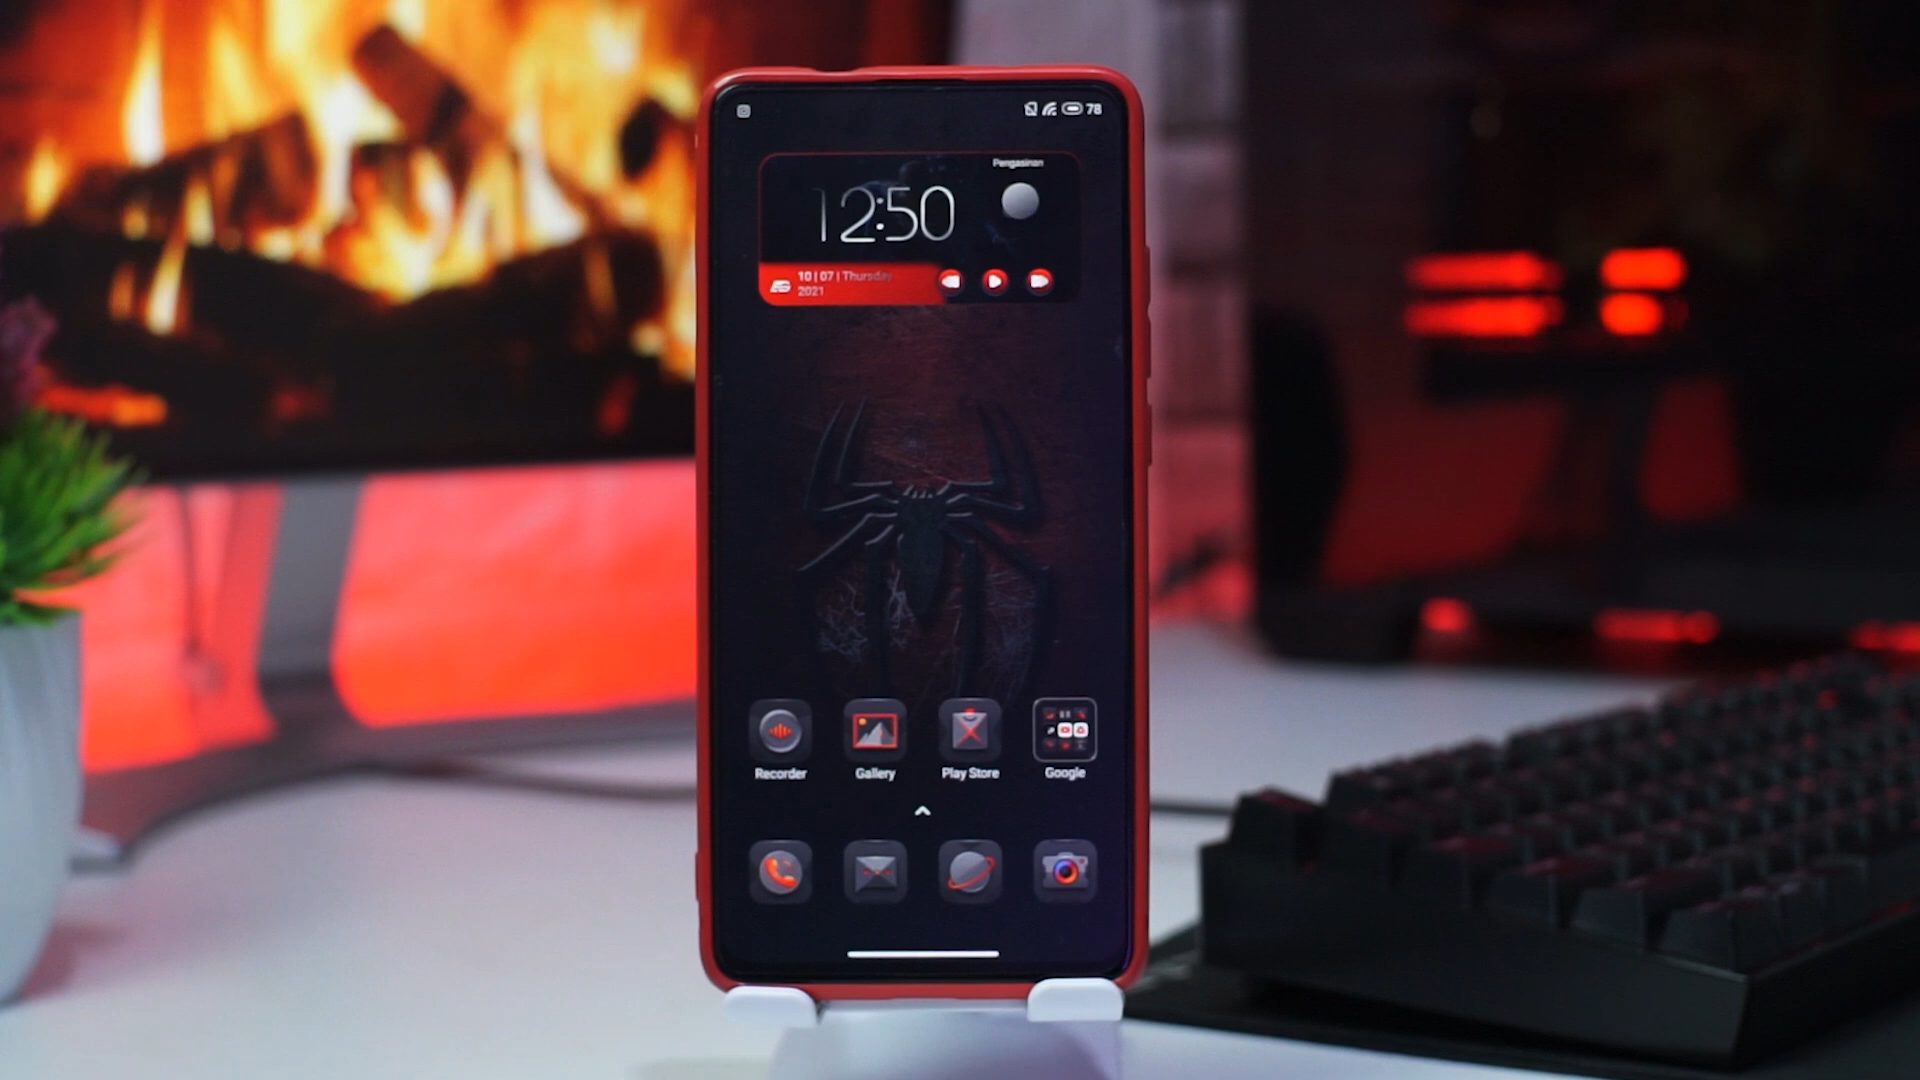 78
Pengasinan
12:50
10 | 07 | Thursday
2021
Recorder
Gallery
Play Store
Google